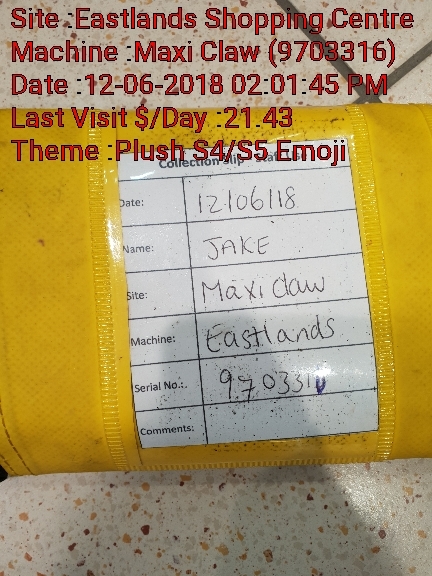 Site :Eastlands Shopping Centre
Machine :Maxi Claw (9703316)
Date :12-06-2018 02:01:45 PM
Last Visit $/Day :21.43
Theme :Plush S4/S5 Emoji
Collection Slip
Date: 12/06/18
Name: JAKE
Site: Maxi Claw
Machine: Eastlands
Serial No.:. 970331
Comments: